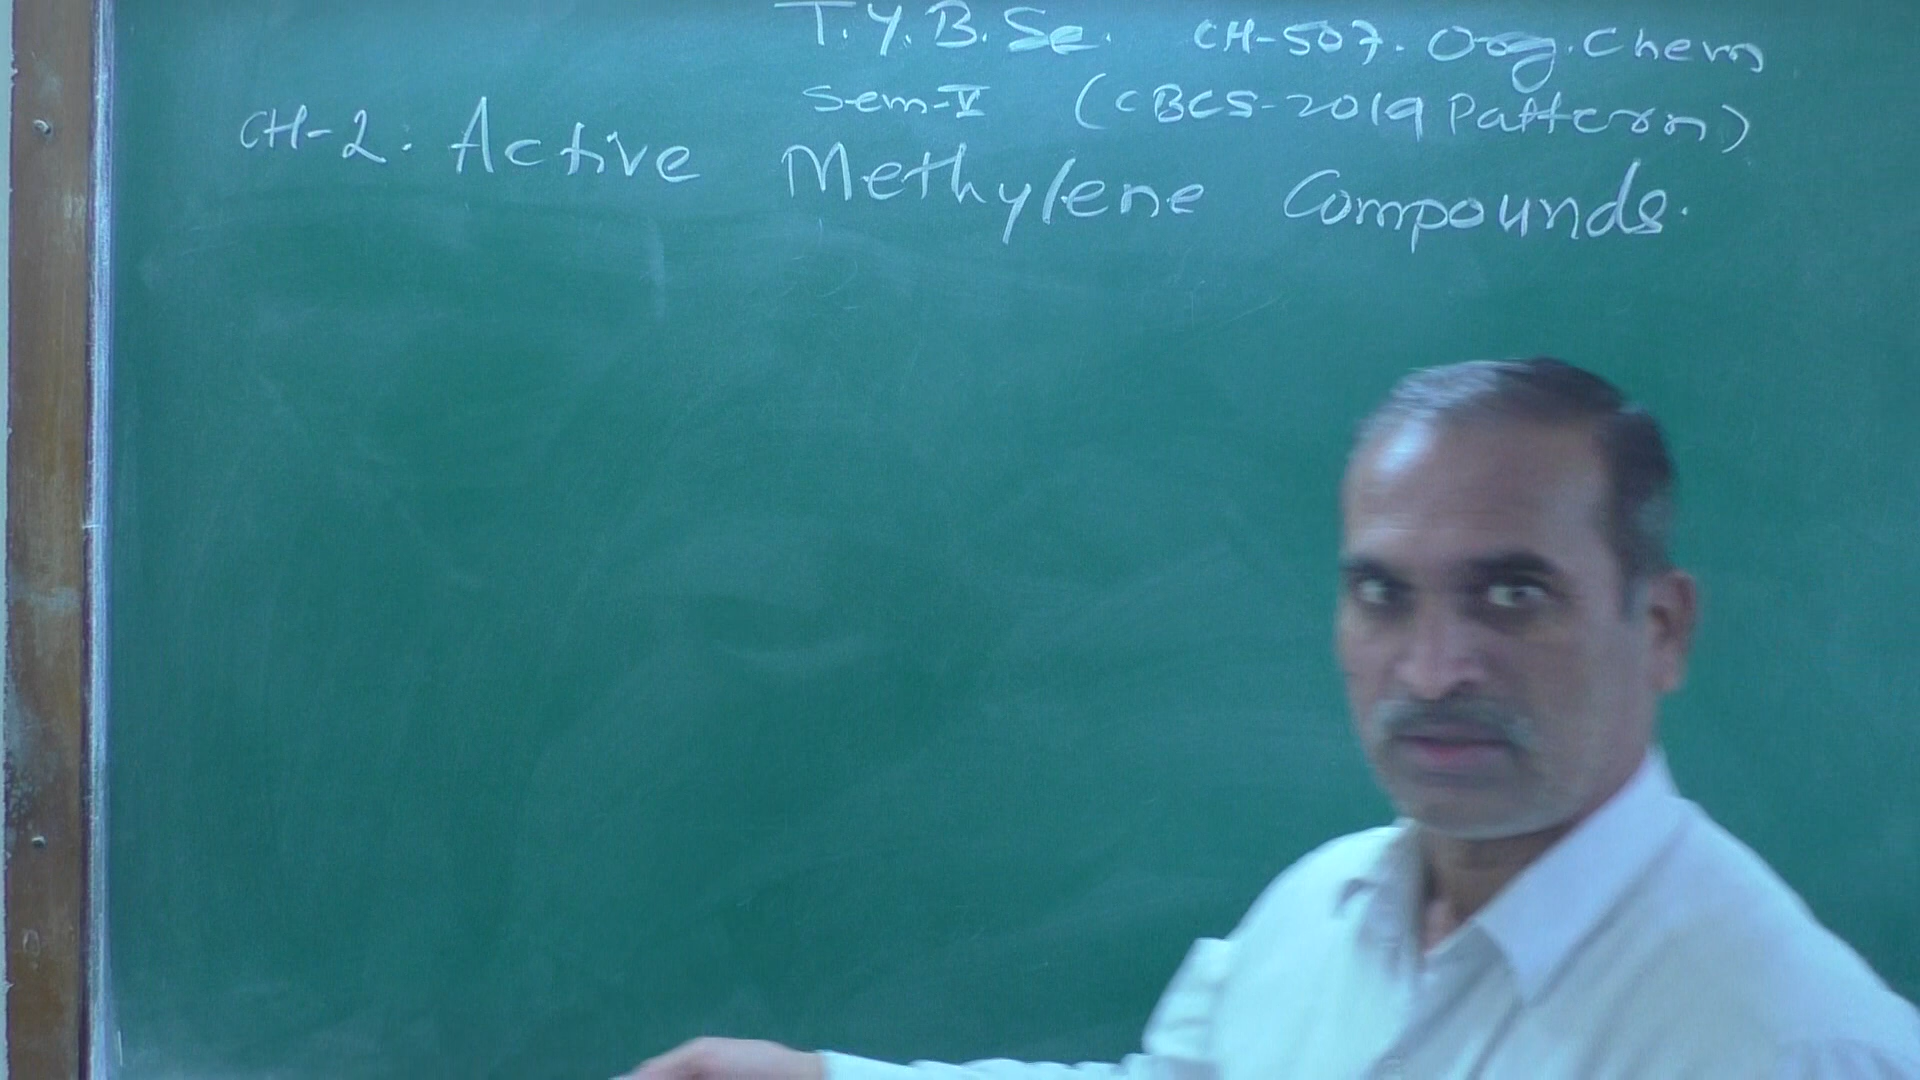 T.Y.B.Sc. CH-507. Org. Chem
Sem-V (CBCS-2019 Pattern)
CH-2: Active Methylene Compounds.